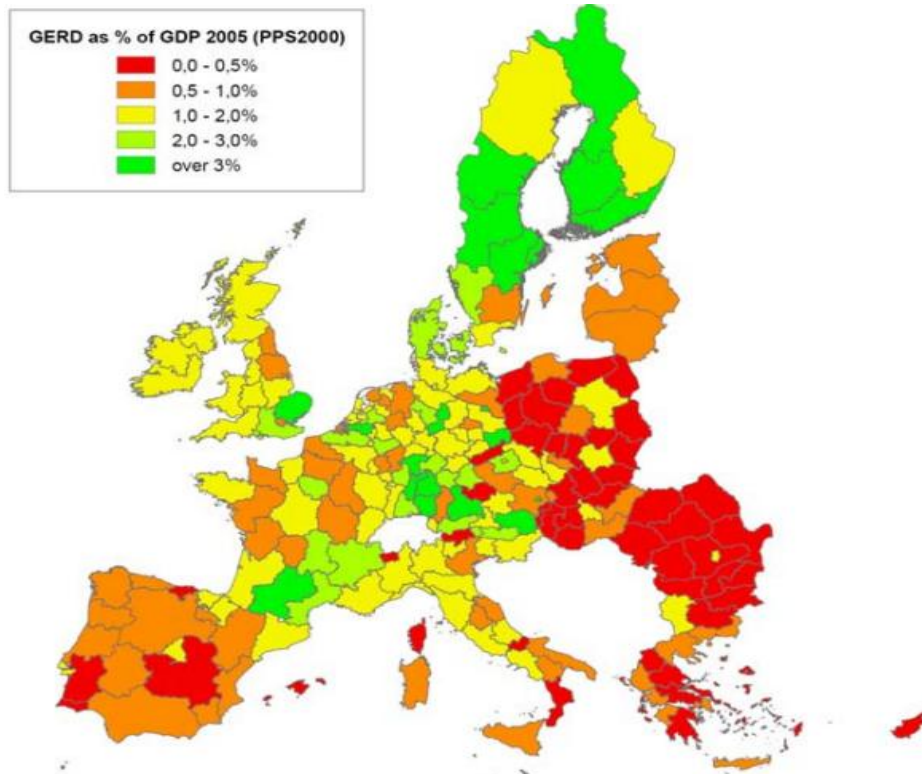 GERD as % of GDP 2005 (PPS2000)
0,0 - 0,5%
0,5 - 1,0%
1,0 - 2,0%
2,0 - 3,0%
over 3%